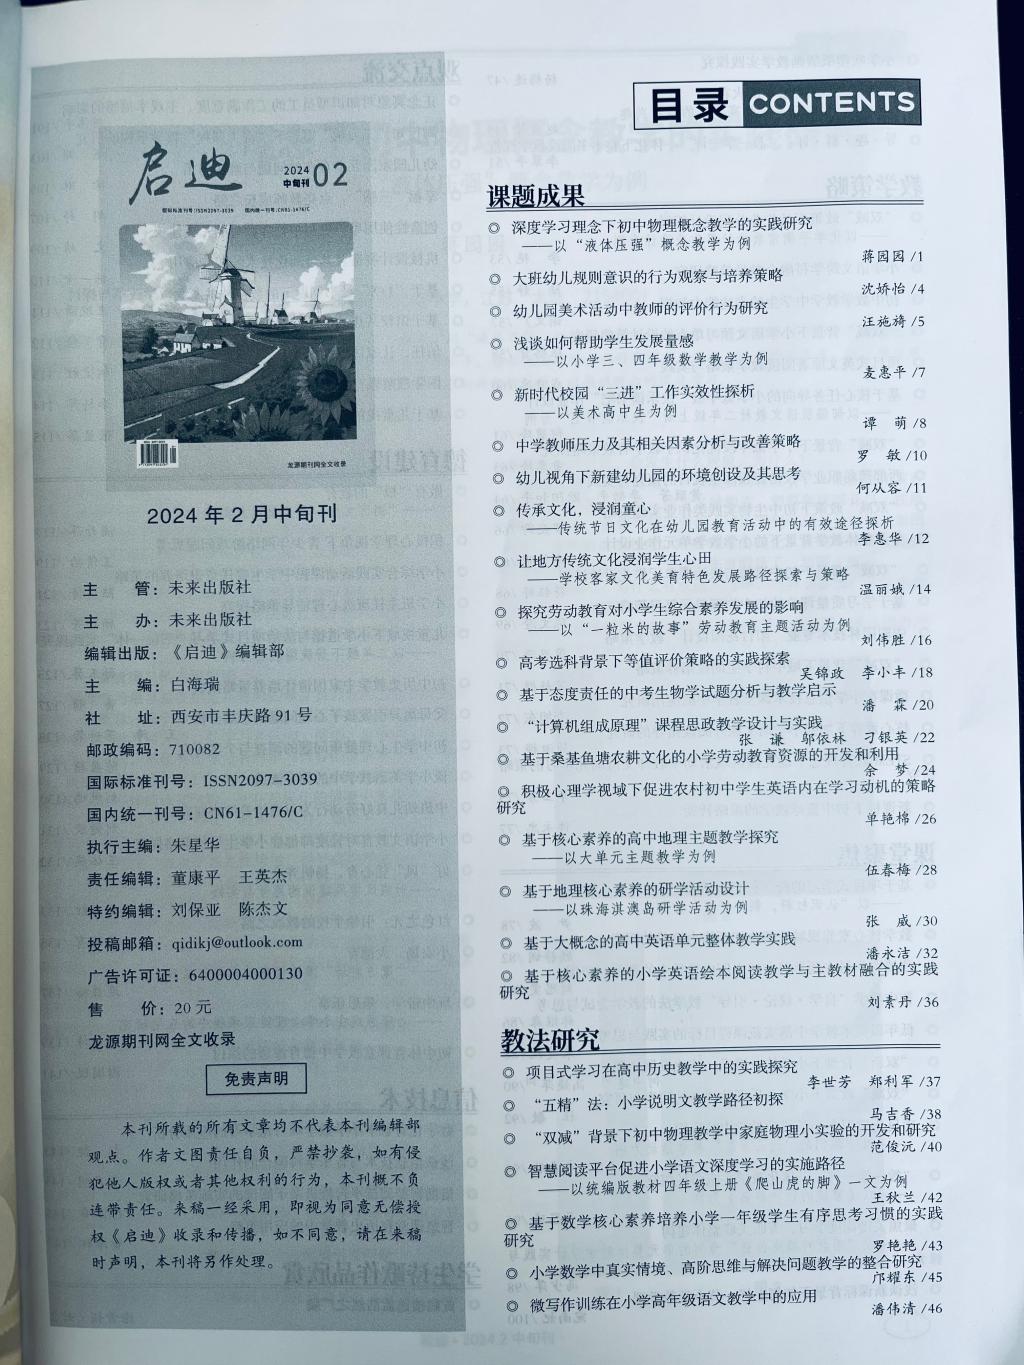 启迪
2024
中旬刊 02
国际标准刊号:ISSN2097-3039 国内统一刊号:CN61-1476/C
龙源期刊网全文收录
2024年2月中旬刊
主 管：未来出版社
主 办：未来出版社
编辑出版：《启迪》编辑部
主 编：白海瑞
社 址：西安市丰庆路91号
邮政编码：710082
国际标准刊号：ISSN2097-3039
国内统一刊号：CN61-1476/C
执行主编：朱星华
责任编辑：董康平 王英杰
特约编辑：刘保亚 陈杰文
投稿邮箱：qidikj@outlook.com
广告许可证：6400004000130
售 价：20元
龙源期刊网全文收录
免责声明
本刊所载的所有文章均不代表本刊编辑部
观点。作者文图责任自负，严禁抄袭，如有侵
犯他人版权或者其他权利的行为，本刊概不负
连带责任。来稿一经采用，即视为同意无偿授
权《启迪》收录和传播，如不同意，请在来稿
时声明，本刊将另作处理。
目录 CONTENTS
课题成果
◎ 深度学习理念下初中物理概念教学的实践研究
——以“液体压强”概念教学为例
蒋园园 /1
◎ 大班幼儿规则意识的行为观察与培养策略
沈娇怡 /4
◎ 幼儿园美术活动中教师的评价行为研究
汪施旖 /5
◎ 浅谈如何帮助学生发展量感
——以小学三、四年级数学教学为例
麦惠平 /7
◎ 新时代校园“三进”工作实效性探析
——以美术高中生为例
谭 萌 /8
◎ 中学教师压力及其相关因素分析与改善策略
罗 敏 /10
◎ 幼儿视角下新建幼儿园的环境创设及其思考
何从容 /11
◎ 传承文化，浸润童心
——传统节日文化在幼儿园教育活动中的有效途径探析
李惠华 /12
◎ 让地方传统文化浸润学生心田
——学校客家文化美育特色发展路径探索与策略
温丽娥 /14
◎ 探究劳动教育对小学生综合素养发展的影响
——以“一粒米的故事”劳动教育主题活动为例
刘伟胜 /16
◎ 高考选科背景下等值评价策略的实践探索
吴锦政 李小丰 /18
◎ 基于态度责任的中考生物学试题分析与教学启示
潘 霖 /20
◎ “计算机组成原理”课程思政教学设计与实践
张 谦 邬依林 刁银英 /22
◎ 基于桑基鱼塘农耕文化的小学劳动教育资源的开发和利用
余 梦 /24
◎ 积极心理学视域下促进农村初中学生英语内在学习动机的策略
研究
单艳棉 /26
◎ 基于核心素养的高中地理主题教学探究
——以大单元主题教学为例
伍春梅 /28
◎ 基于地理核心素养的研学活动设计
——以珠海淇澳岛研学活动为例
张 威 /30
◎ 基于大概念的高中英语单元整体教学实践
潘永洁 /32
◎ 基于核心素养的小学英语绘本阅读教学与主教材融合的实践
研究
刘素丹 /36
教法研究
◎ 项目式学习在高中历史教学中的实践探究
李世芳 郑利军 /37
◎ “五精”法：小学说明文教学路径初探
马吉香 /38
◎ “双减”背景下初中物理教学中家庭物理小实验的开发和研究
范俊沅 /40
◎ 智慧阅读平台促进小学语文深度学习的实施路径
——以统编版教材四年级上册《爬山虎的脚》一文为例
王秋兰 /42
◎ 基于数学核心素养培养小学一年级学生有序思考习惯的实践
研究
罗艳艳 /43
◎ 小学数学中真实情境、高阶思维与解决问题教学的整合研究
邝耀东 /45
◎ 微写作训练在小学高年级语文教学中的应用
潘伟清 /46